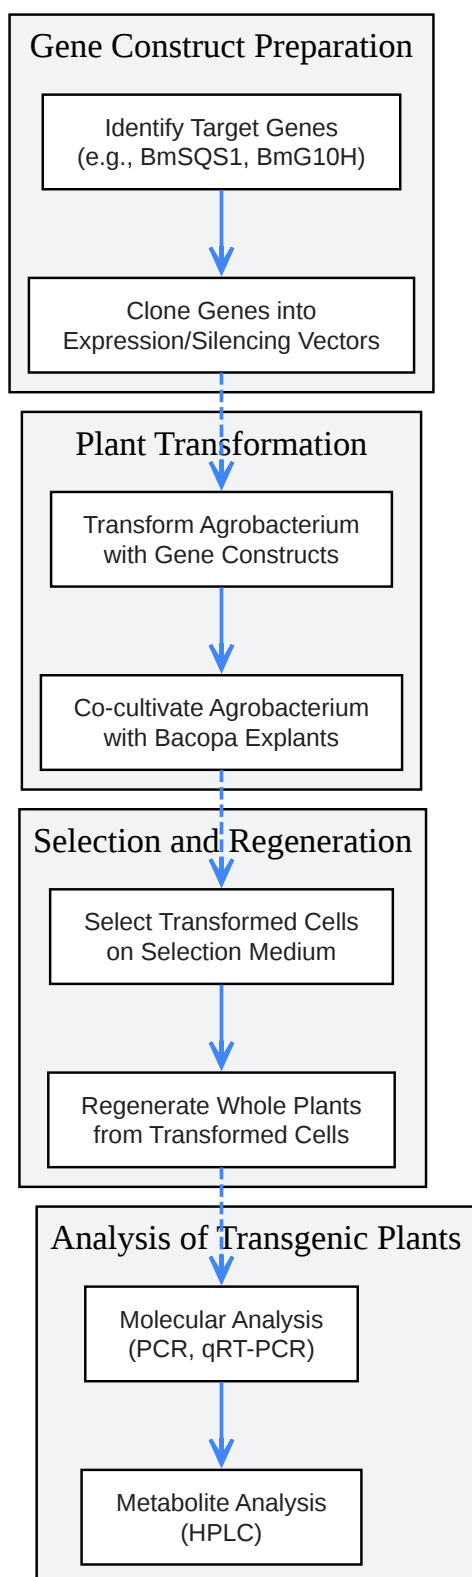 Gene Construct Preparation
Identify Target Genes
(e.g., BmSQS1, BmG10H)
Clone Genes into
Expression/Silencing Vectors
Plant Transformation
Transform Agrobacterium
with Gene Constructs
Co-cultivate Agrobacterium
with Bacopa Explants
Selection and Regeneration
Select Transformed Cells
on Selection Medium
Regenerate Whole Plants
from Transformed Cells
Analysis of Transgenic Plants
Molecular Analysis
(PCR, qRT-PCR)
Metabolite Analysis
(HPLC)